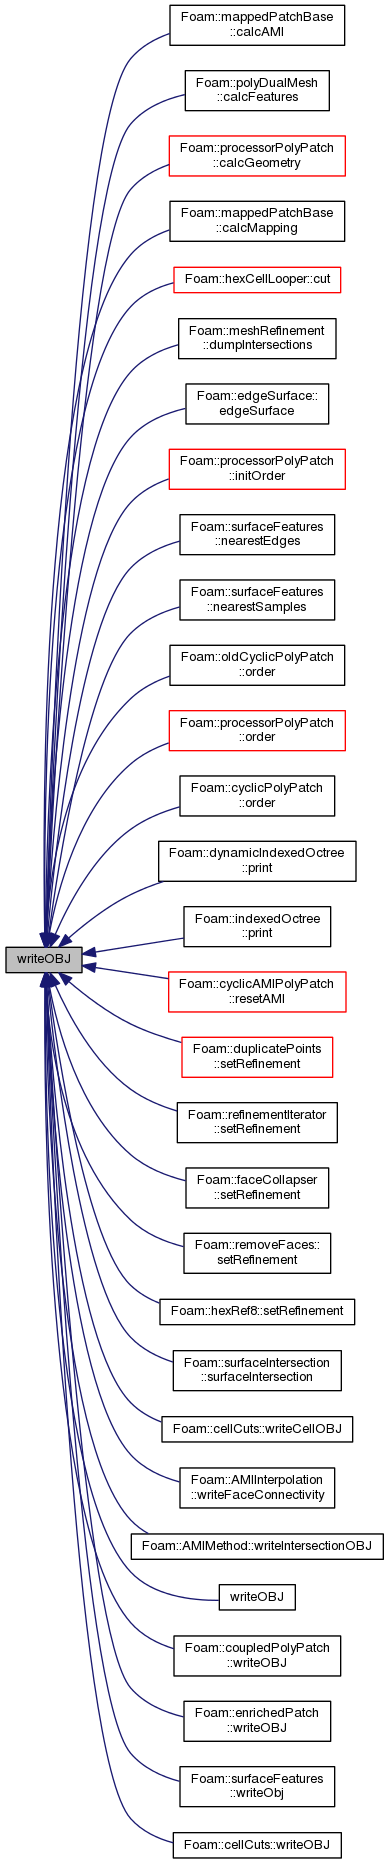 Foam::mappedPatchBase
::calcAMI
Foam::polyDualMesh
::calcFeatures
Foam::processorPolyPatch
::calcGeometry
Foam::mappedPatchBase
::calcMapping
Foam::hexCellLooper::cut
Foam::meshRefinement
::dumpIntersections
Foam::edgeSurface::
edgeSurface
Foam::processorPolyPatch
::initOrder
Foam::surfaceFeatures
::nearestEdges
Foam::surfaceFeatures
::nearestSamples
Foam::oldCyclicPolyPatch
::order
Foam::processorPolyPatch
::order
Foam::cyclicPolyPatch
::order
Foam::dynamicIndexedOctree
::print
Foam::indexedOctree
::print
writeOBJ
Foam::cyclicAMIPolyPatch
::resetAMI
Foam::duplicatePoints
::setRefinement
Foam::refinementIterator
::setRefinement
Foam::faceCollapser
::setRefinement
Foam::removeFaces::
setRefinement
Foam::hexRef8::setRefinement
Foam::surfaceIntersection
::surfaceIntersection
Foam::cellCuts::writeCellOBJ
Foam::AMIInterpolation
::writeFaceConnectivity
Foam::AMIMethod::writeIntersectionOBJ
writeOBJ
Foam::coupledPolyPatch
::writeOBJ
Foam::enrichedPatch
::writeOBJ
Foam::surfaceFeatures
::writeObj
Foam::cellCuts::writeOBJ